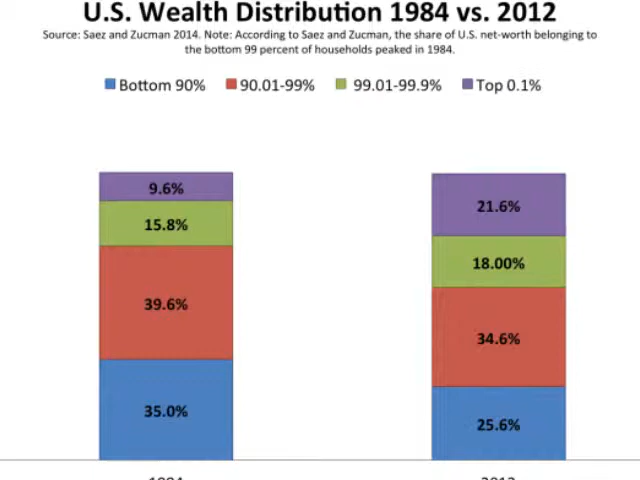 U.S. Wealth Distribution 1984 vs. 2012
Source: Saez and Zucman 2014. Note: According to Saez and Zucman, the share of U.S. net-worth belonging to
the bottom 99 percent of households peaked in 1984.
Bottom 90% 90.01-99% 99.01-99.9% Top 0.1%
9.6%
21.6%
15.8%
18.00%
39.6%
34.6%
35.0%
25.6%